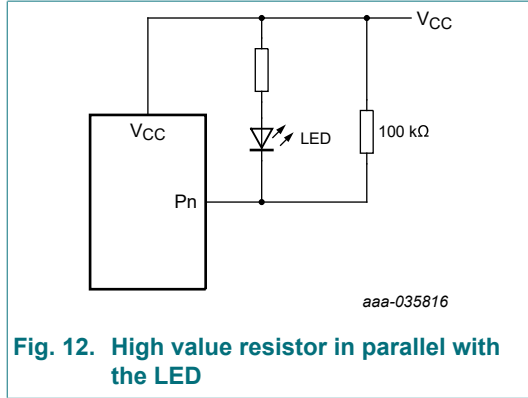 VCC
VCC
LED
100 kΩ
Pn
aaa-035816
Fig. 12. High value resistor in parallel with
the LED